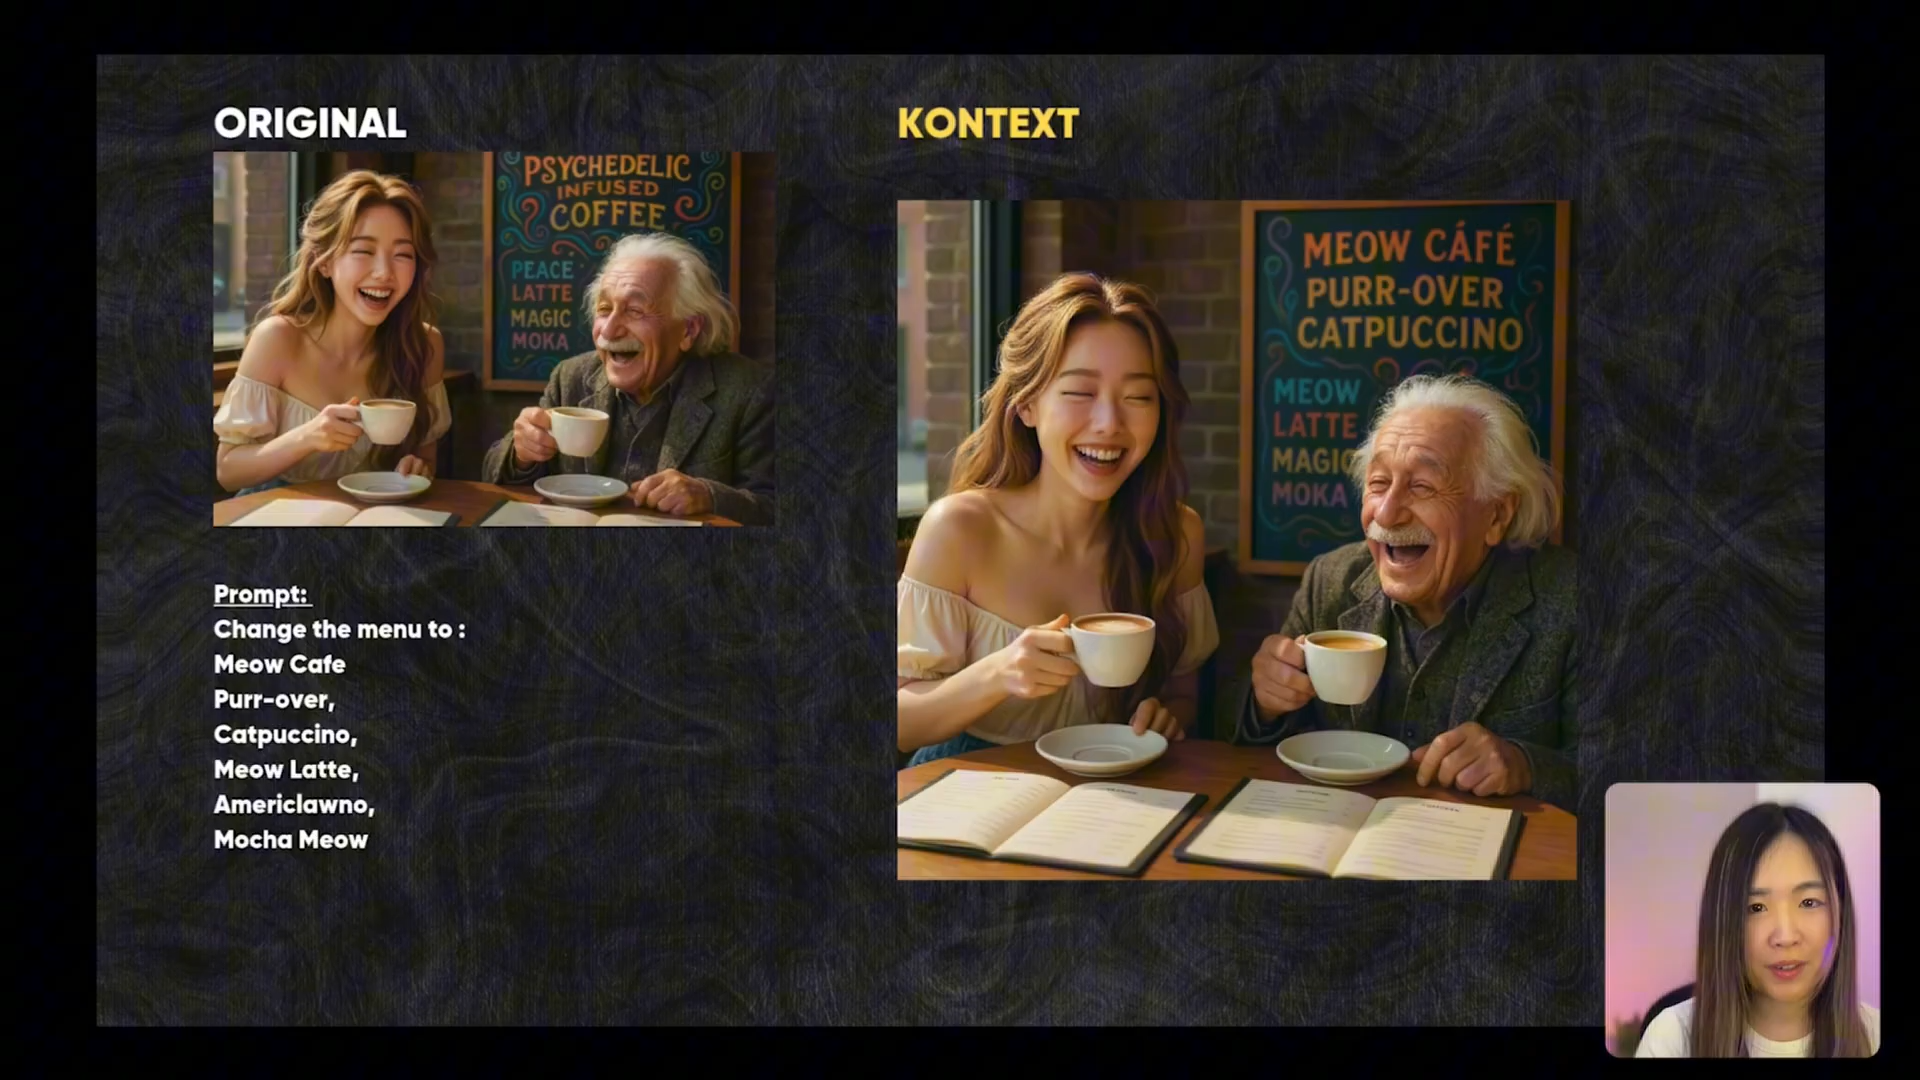 ORIGINAL
PSYCHEDELIC
INFUSED
COFFEE
PEACE
LATTE
MAGIC
MOKA
Prompt:
Change the menu to :
Meow Cafe
Purr-over,
Catpuccino,
Meow Latte,
Americlawno,
Mocha Meow
KONTEXT
MEOW CÁFÉ
PURR-OVER
CATPUCCINO
MEOW
LATTE
MAGIC
MOKA